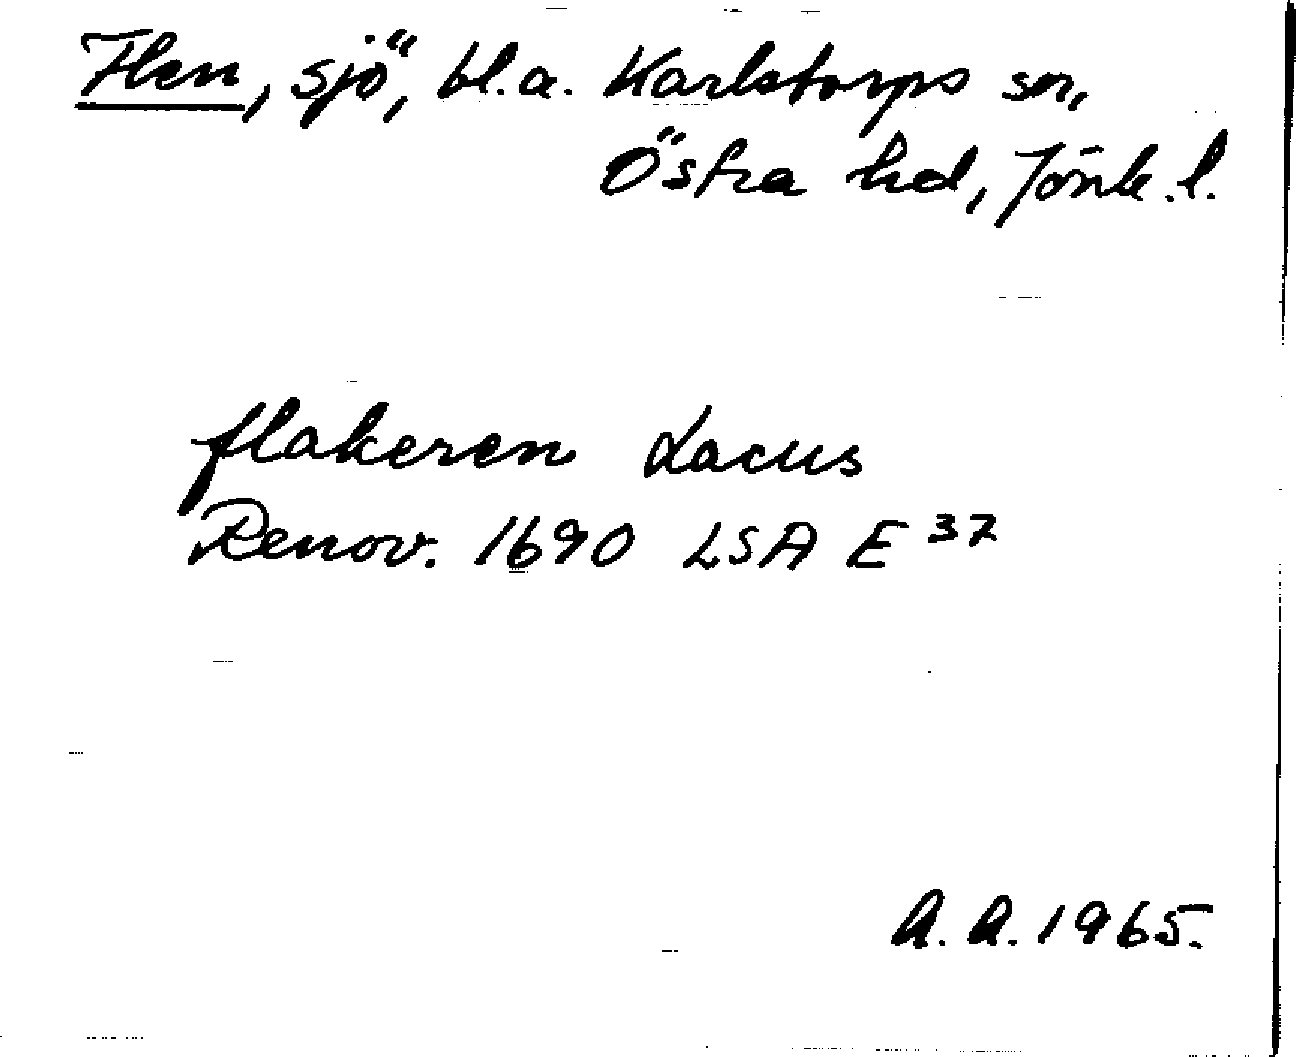 Flen, sjö, bl.a. Karlstorps sn,
Östra hd, Jönk.l.
flakeren Lacus
Renov. 1690 LSA E 37
A.A. 1965.